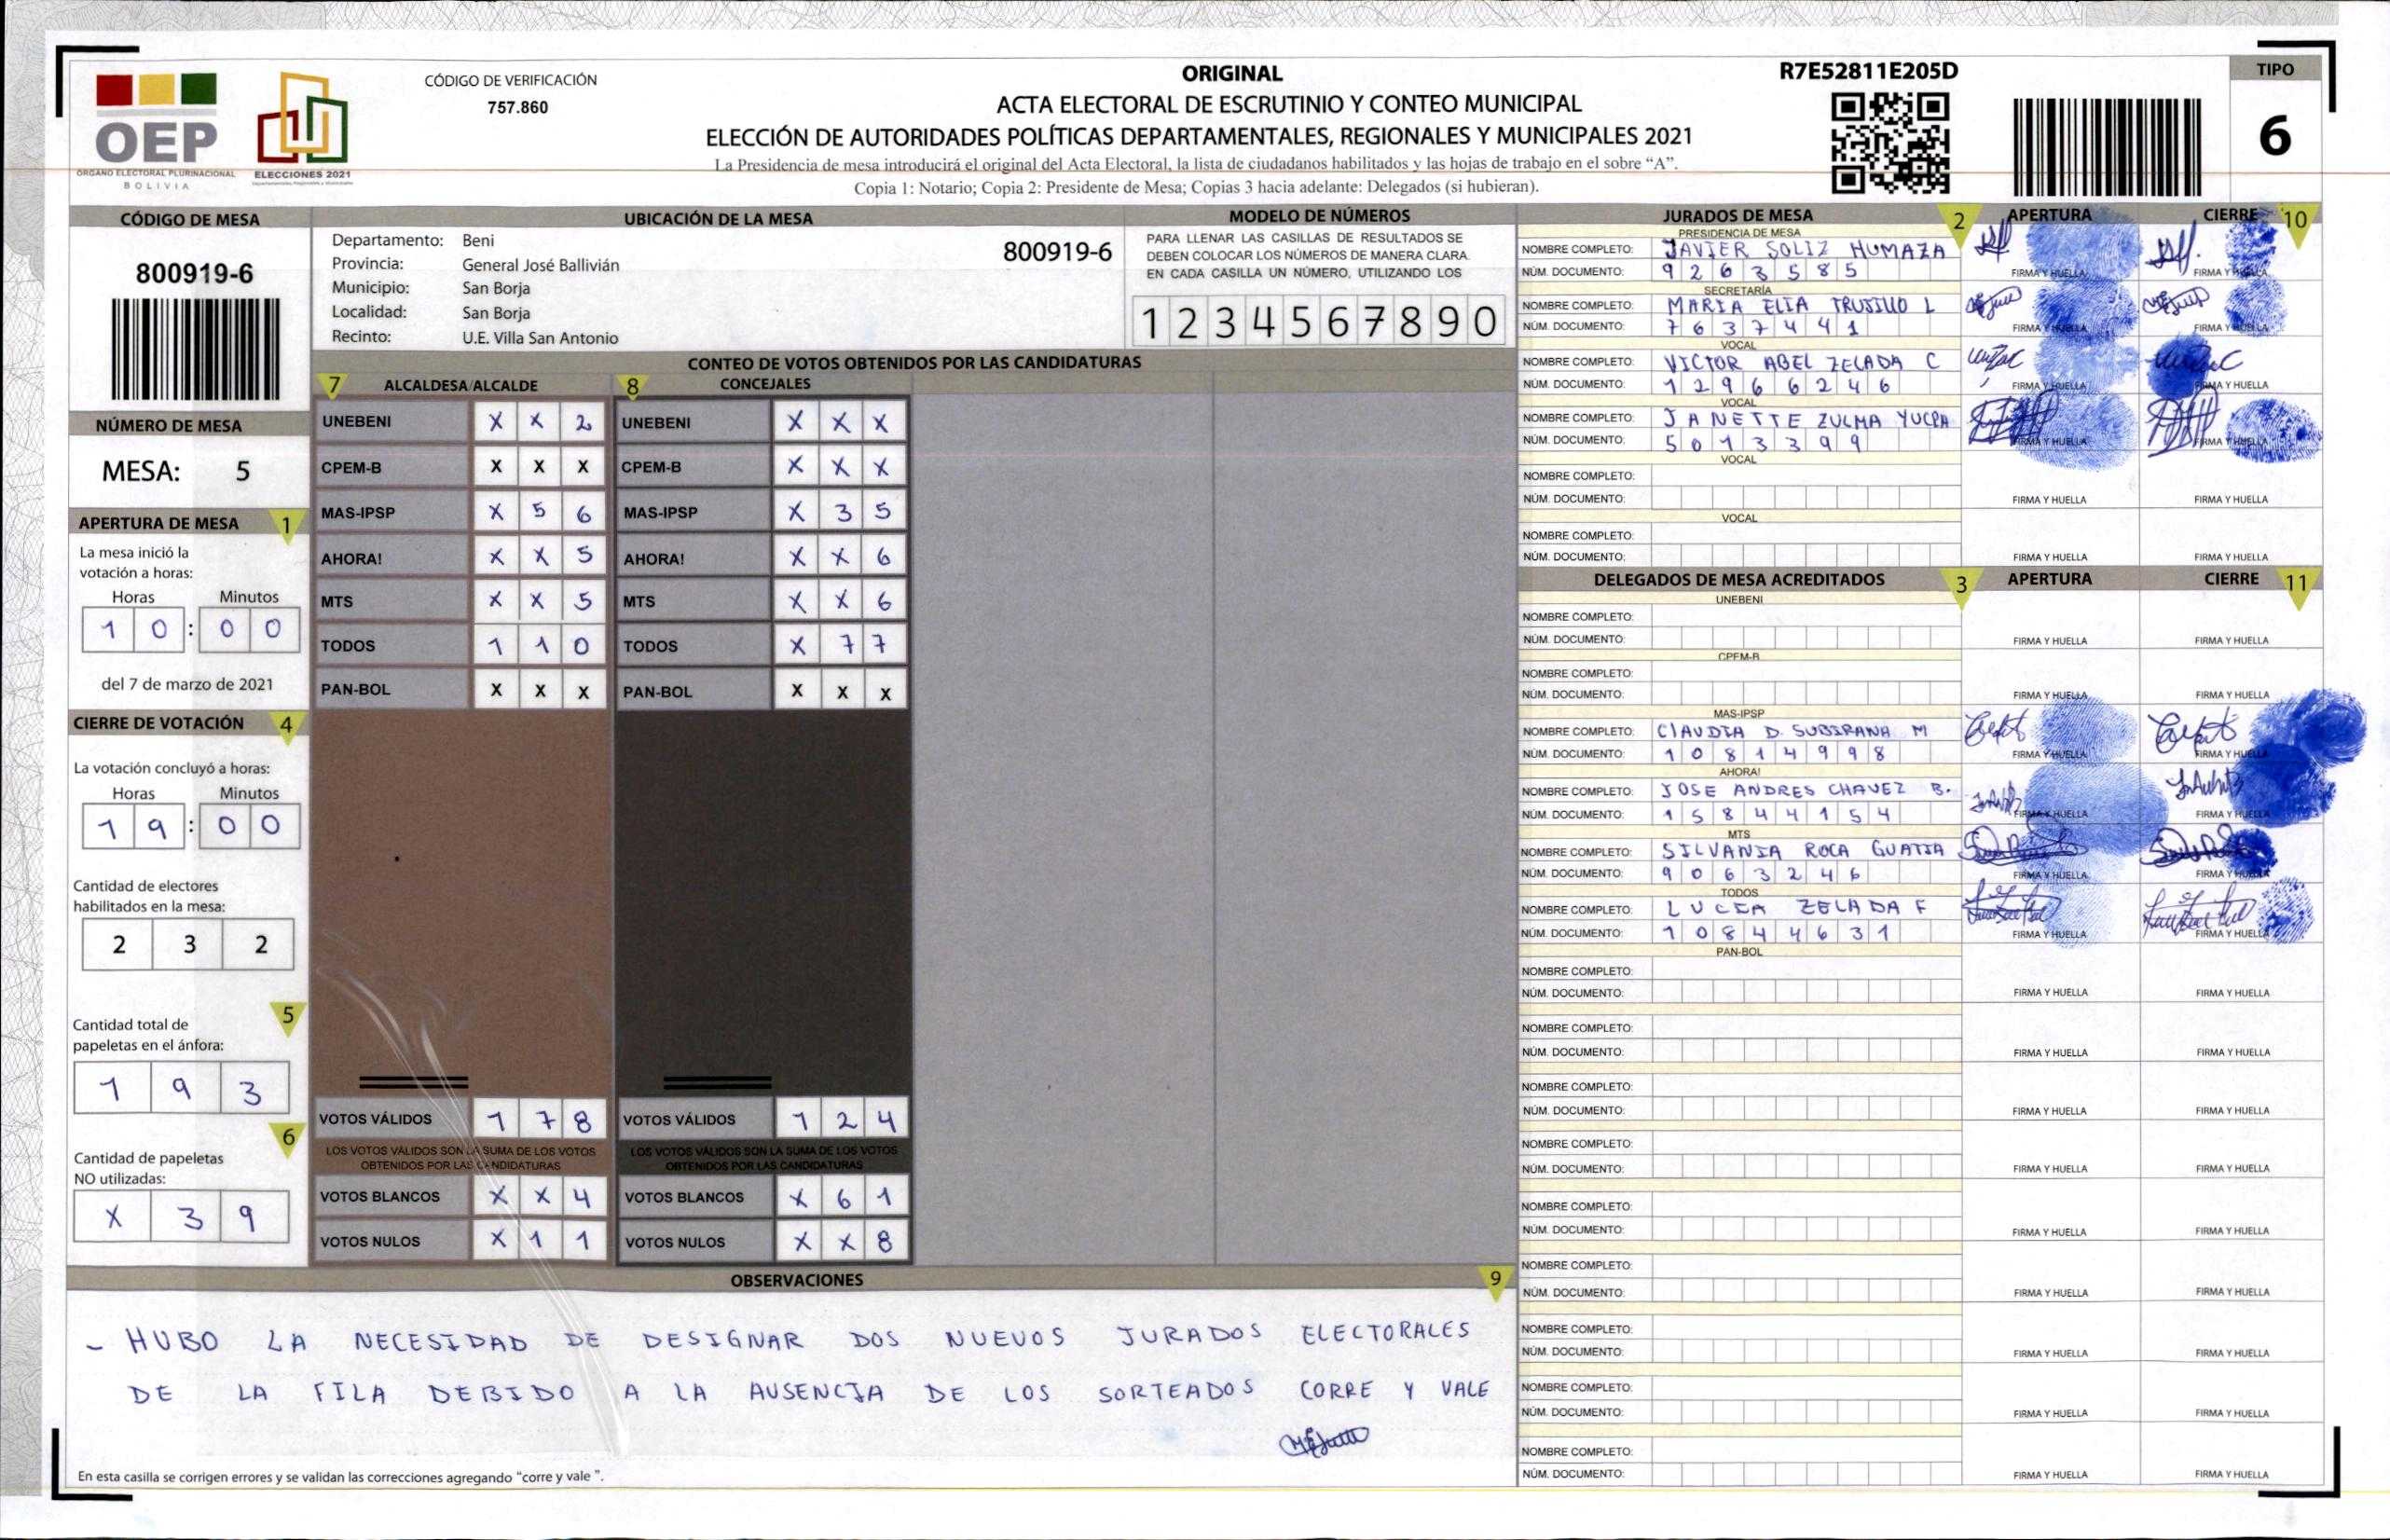 OEP
ÓRGANO ELECTORAL PLURINACIONAL
BOLIVIA
ELECCIONES 2021
CÓDIGO DE VERIFICACIÓN
757.860
ORIGINAL
ACTA ELECTORAL DE ESCRUTINIO Y CONTEO MUNICIPAL
ELECCIÓN DE AUTORIDADES POLÍTICAS DEPARTAMENTALES, REGIONALES Y MUNICIPALES 2021
La Presidencia de mesa introducirá el original del Acta Electoral, la lista de ciudadanos habilitados y las hojas de trabajo en el sobre “A”.
Copia 1: Notario; Copia 2: Presidente de Mesa; Copias 3 hacia adelante: Delegados (si hubieran).
R7E52811E205D
TIPO
6
CÓDIGO DE MESA
800919-6
NÚMERO DE MESA
MESA: 5
APERTURA DE MESA 1
La mesa inició la
votación a horas:
Horas Minutos
1 0 : 0 0
del 7 de marzo de 2021
CIERRE DE VOTACIÓN 4
La votación concluyó a horas:
Horas Minutos
1 9 : 0 0
Cantidad de electores
habilitados en la mesa:
2 3 2
5
Cantidad total de
papeletas en el ánfora:
1 9 3
6
Cantidad de papeletas
NO utilizadas:
X 3 9
UBICACIÓN DE LA MESA
Departamento: Beni
800919-6
Provincia: General José Ballivián
Municipio: San Borja
Localidad: San Borja
Recinto: U.E. Villa San Antonio
MODELO DE NÚMEROS
PARA LLENAR LAS CASILLAS DE RESULTADOS SE
DEBEN COLOCAR LOS NÚMEROS DE MANERA CLARA.
EN CADA CASILLA UN NÚMERO, UTILIZANDO LOS
1 2 3 4 5 6 7 8 9 0
CONTEO DE VOTOS OBTENIDOS POR LAS CANDIDATURAS
7 ALCALDESA/ALCALDE 8 CONCEJALES
UNEBENI X X 2 UNEBENI X X X
CPEM-B X X X CPEM-B X X X
MAS-IPSP X 5 6 MAS-IPSP X 3 5
AHORA! X X 5 AHORA! X X 6
MTS X X 5 MTS X X 6
TODOS 1 1 0 TODOS X 7 7
PAN-BOL X X X PAN-BOL X X X
VOTOS VÁLIDOS 1 7 8 VOTOS VÁLIDOS 1 2 4
LOS VOTOS VÁLIDOS SON LA SUMA DE LOS VOTOS LOS VOTOS VÁLIDOS SON LA SUMA DE LOS VOTOS
OBTENIDOS POR LAS CANDIDATURAS OBTENIDOS POR LAS CANDIDATURAS
VOTOS BLANCOS X X 4 VOTOS BLANCOS X 6 1
VOTOS NULOS X 1 1 VOTOS NULOS X X 8
OBSERVACIONES 9
- HUBO LA NECESIDAD DE DESIGNAR DOS NUEVOS JURADOS ELECTORALES
DE LA FILA DEBIDO A LA AUSENCIA DE LOS SORTEADOS CORRE Y VALE
En esta casilla se corrigen errores y se validan las correcciones agregando “corre y vale ”.
JURADOS DE MESA 2 APERTURA CIERRE 10
PRESIDENCIA DE MESA
NOMBRE COMPLETO: JAVIER SOLIZ HUMAZA
NÚM. DOCUMENTO: 9 2 6 3 5 8 5 FIRMA Y HUELLA FIRMA Y HUELLA
SECRETARÍA
NOMBRE COMPLETO: MARIA ELIA TRUJILLO L
NÚM. DOCUMENTO: 7 6 3 7 4 4 1 FIRMA Y HUELLA FIRMA Y HUELLA
VOCAL
NOMBRE COMPLETO: VICTOR ABEL ZELADA C
NÚM. DOCUMENTO: 1 2 9 6 6 2 4 6 FIRMA Y HUELLA FIRMA Y HUELLA
VOCAL
NOMBRE COMPLETO: JANETTE ZULMA YUCRA
NÚM. DOCUMENTO: 5 0 1 3 3 9 9 FIRMA Y HUELLA FIRMA Y HUELLA
VOCAL
NOMBRE COMPLETO:
NÚM. DOCUMENTO: FIRMA Y HUELLA FIRMA Y HUELLA
VOCAL
NOMBRE COMPLETO:
NÚM. DOCUMENTO: FIRMA Y HUELLA FIRMA Y HUELLA
DELEGADOS DE MESA ACREDITADOS 3 APERTURA CIERRE 11
UNEBENI
NOMBRE COMPLETO:
NÚM. DOCUMENTO: FIRMA Y HUELLA FIRMA Y HUELLA
CPEM-B
NOMBRE COMPLETO:
NÚM. DOCUMENTO: FIRMA Y HUELLA FIRMA Y HUELLA
MAS-IPSP
NOMBRE COMPLETO: CLAUDIA D. SUBIRANA M
NÚM. DOCUMENTO: 1 0 8 1 4 9 9 8 FIRMA Y HUELLA FIRMA Y HUELLA
AHORA!
NOMBRE COMPLETO: JOSE ANDRES CHAVEZ B.
NÚM. DOCUMENTO: 1 5 8 4 4 1 5 4 FIRMA Y HUELLA FIRMA Y HUELLA
MTS
NOMBRE COMPLETO: SILVANIA ROCA GUATIA
NÚM. DOCUMENTO: 9 0 6 3 2 4 6 FIRMA Y HUELLA FIRMA Y HUELLA
TODOS
NOMBRE COMPLETO: LUCIA ZELADA F
NÚM. DOCUMENTO: 1 0 8 4 4 6 3 1 FIRMA Y HUELLA FIRMA Y HUELLA
PAN-BOL
NOMBRE COMPLETO:
NÚM. DOCUMENTO: FIRMA Y HUELLA FIRMA Y HUELLA
NOMBRE COMPLETO:
NÚM. DOCUMENTO: FIRMA Y HUELLA FIRMA Y HUELLA
NOMBRE COMPLETO:
NÚM. DOCUMENTO: FIRMA Y HUELLA FIRMA Y HUELLA
NOMBRE COMPLETO:
NÚM. DOCUMENTO: FIRMA Y HUELLA FIRMA Y HUELLA
NOMBRE COMPLETO:
NÚM. DOCUMENTO: FIRMA Y HUELLA FIRMA Y HUELLA
NOMBRE COMPLETO:
NÚM. DOCUMENTO: FIRMA Y HUELLA FIRMA Y HUELLA
NOMBRE COMPLETO:
NÚM. DOCUMENTO: FIRMA Y HUELLA FIRMA Y HUELLA
NOMBRE COMPLETO:
NÚM. DOCUMENTO: FIRMA Y HUELLA FIRMA Y HUELLA
NOMBRE COMPLETO:
NÚM. DOCUMENTO: FIRMA Y HUELLA FIRMA Y HUELLA